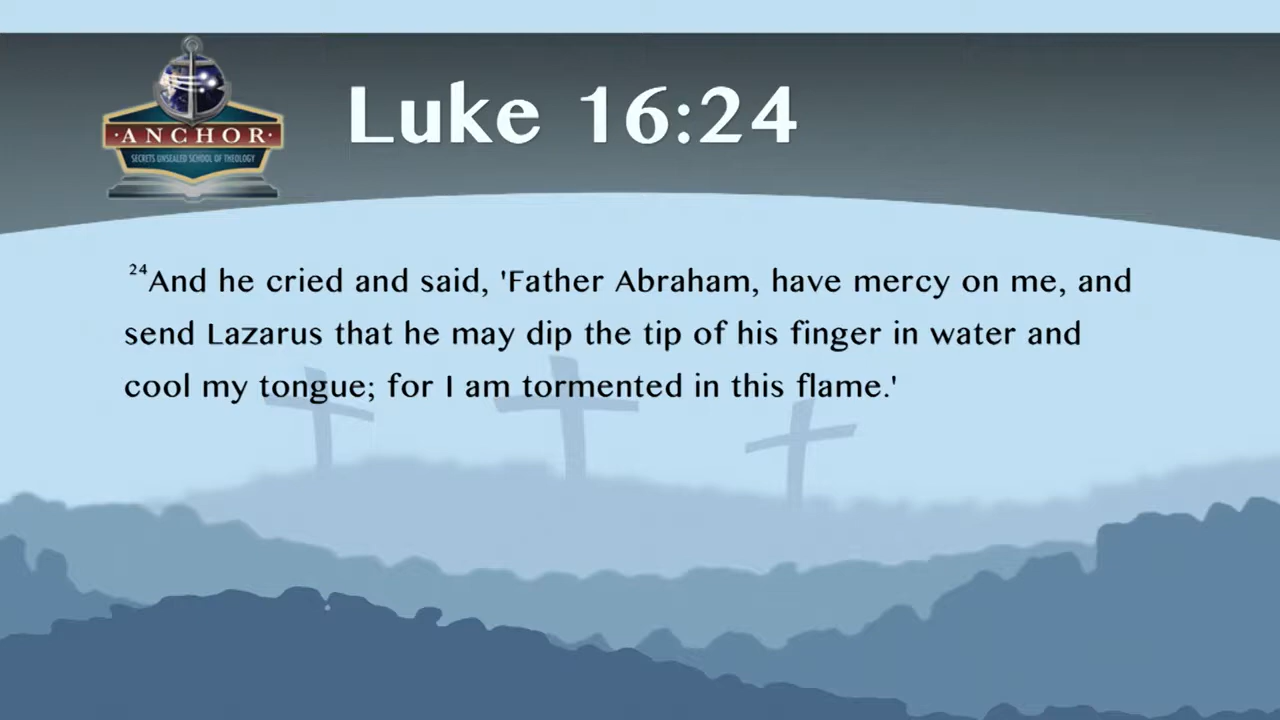 ·ANCHOR·
SECRETS UNSEALED SCHOOL OF THEOLOGY
Luke 16:24
24And he cried and said, 'Father Abraham, have mercy on me, and
send Lazarus that he may dip the tip of his finger in water and
cool my tongue; for I am tormented in this flame.'